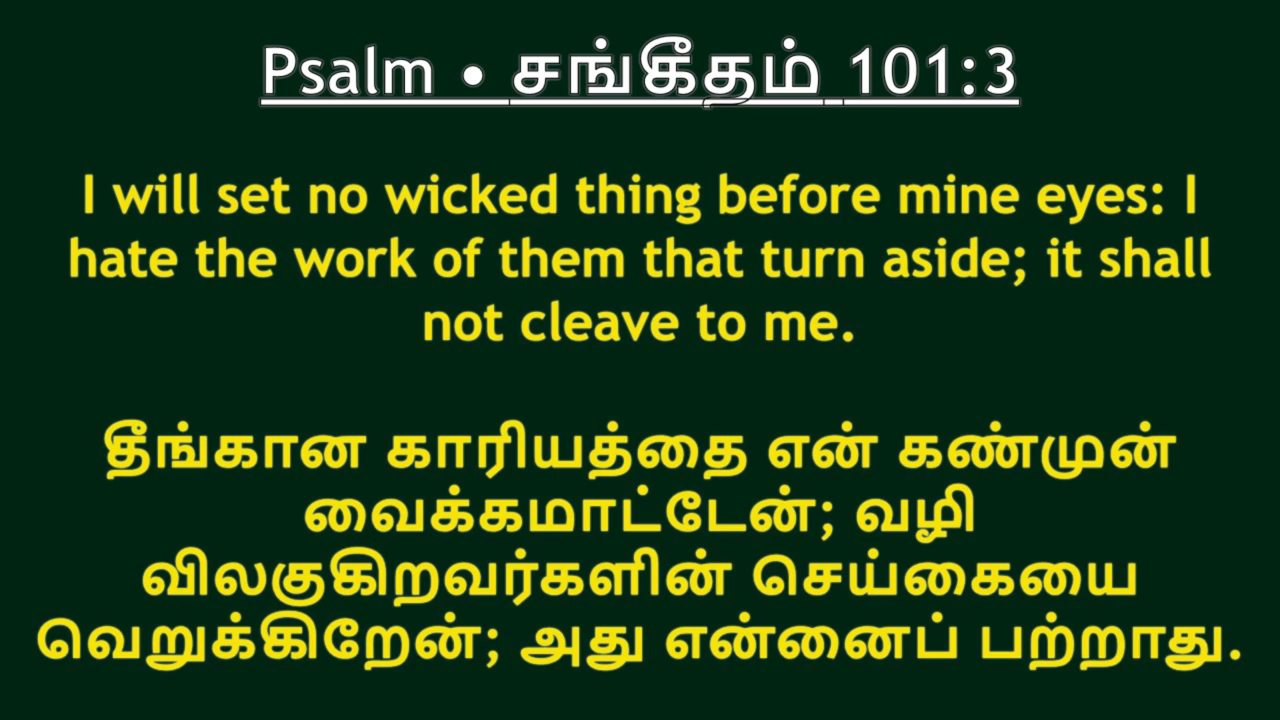 Psalm • சங்கீதம் 101:3
I will set no wicked thing before mine eyes: I
hate the work of them that turn aside; it shall
not cleave to me.
தீங்கான காரியத்தை என் கண்முன்
வைக்கமாட்டேன்; வழி
விலகுகிறவர்களின் செய்கையை
வெறுக்கிறேன்; அது என்னைப் பற்றாது.